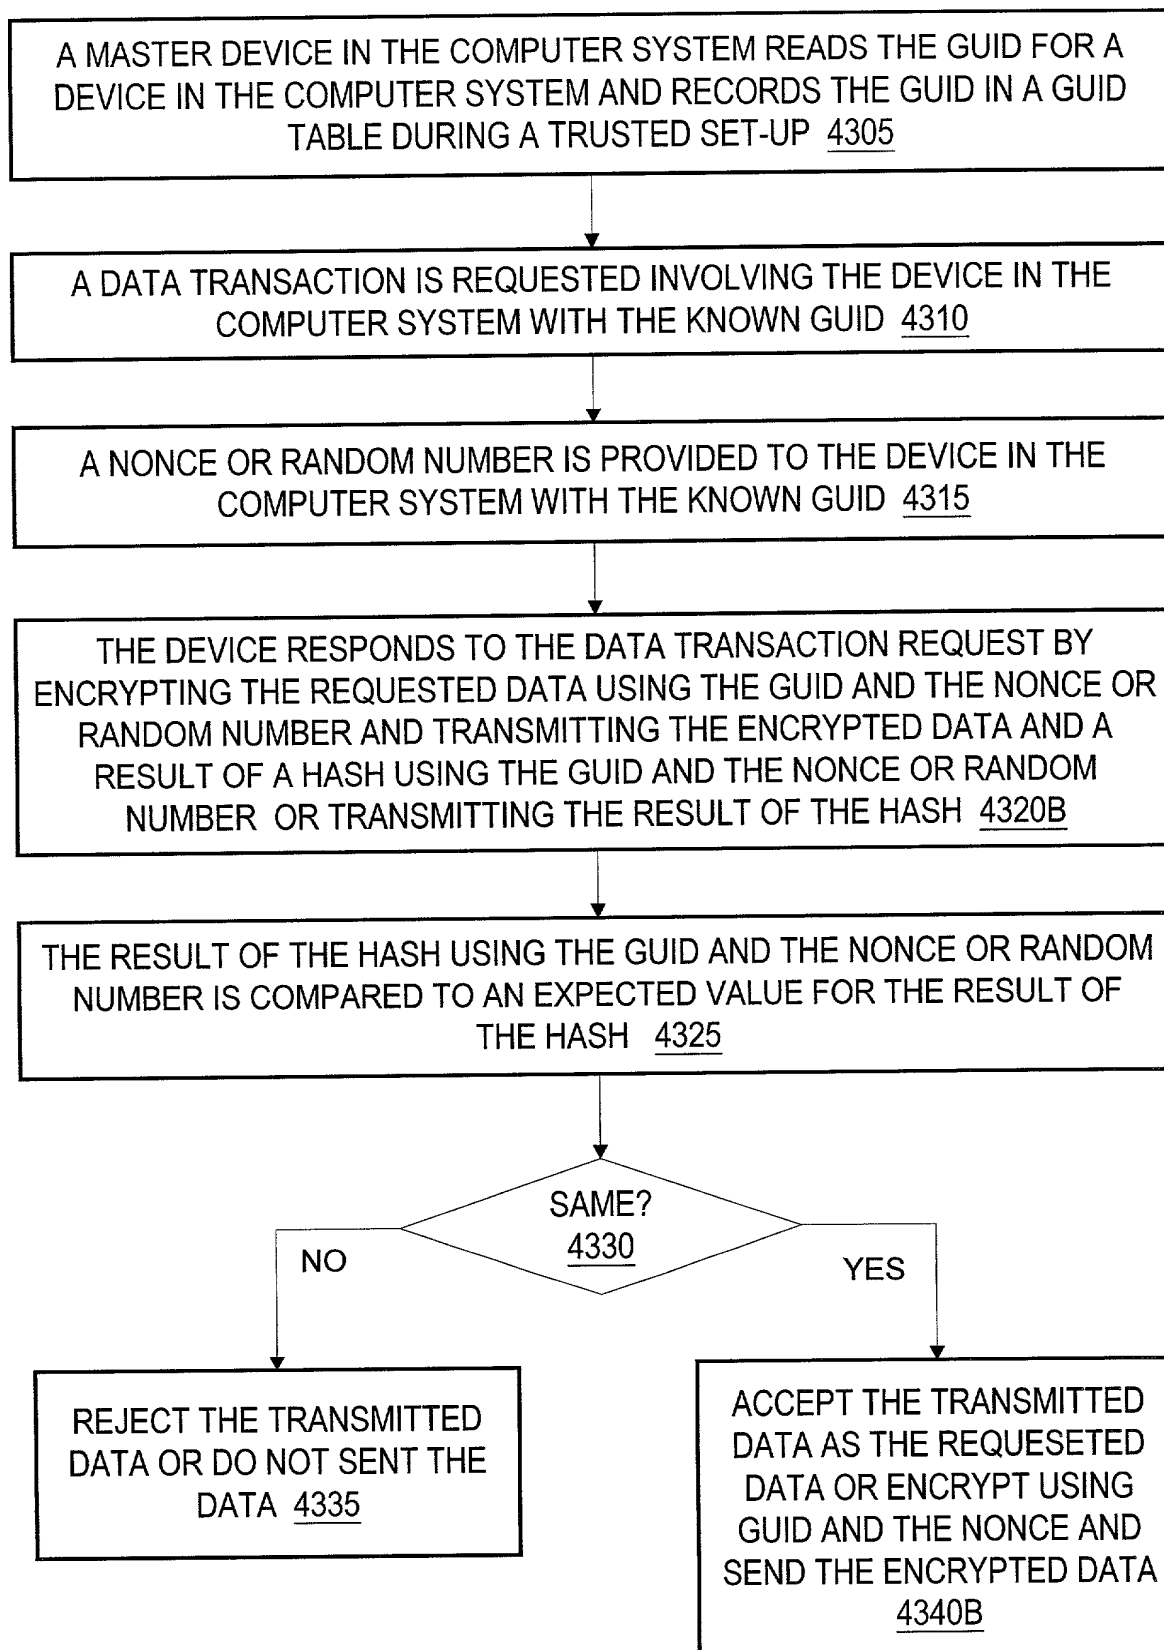 A MASTER DEVICE IN THE COMPUTER SYSTEM READS THE GUID FOR A
DEVICE IN THE COMPUTER SYSTEM AND RECORDS THE GUID IN A GUID
TABLE DURING A TRUSTED SET-UP 4305
A DATA TRANSACTION IS REQUESTED INVOLVING THE DEVICE IN THE
COMPUTER SYSTEM WITH THE KNOWN GUID 4310
A NONCE OR RANDOM NUMBER IS PROVIDED TO THE DEVICE IN THE
COMPUTER SYSTEM WITH THE KNOWN GUID 4315
THE DEVICE RESPONDS TO THE DATA TRANSACTION REQUEST BY
ENCRYPTING THE REQUESTED DATA USING THE GUID AND THE NONCE OR
RANDOM NUMBER AND TRANSMITTING THE ENCRYPTED DATA AND A
RESULT OF A HASH USING THE GUID AND THE NONCE OR RANDOM
NUMBER OR TRANSMITTING THE RESULT OF THE HASH 4320B
THE RESULT OF THE HASH USING THE GUID AND THE NONCE OR RANDOM
NUMBER IS COMPARED TO AN EXPECTED VALUE FOR THE RESULT OF
THE HASH 4325
SAME?
4330
NO
YES
REJECT THE TRANSMITTED
DATA OR DO NOT SENT THE
DATA 4335
ACCEPT THE TRANSMITTED
DATA AS THE REQUESETED
DATA OR ENCRYPT USING
GUID AND THE NONCE AND
SEND THE ENCRYPTED DATA
4340B